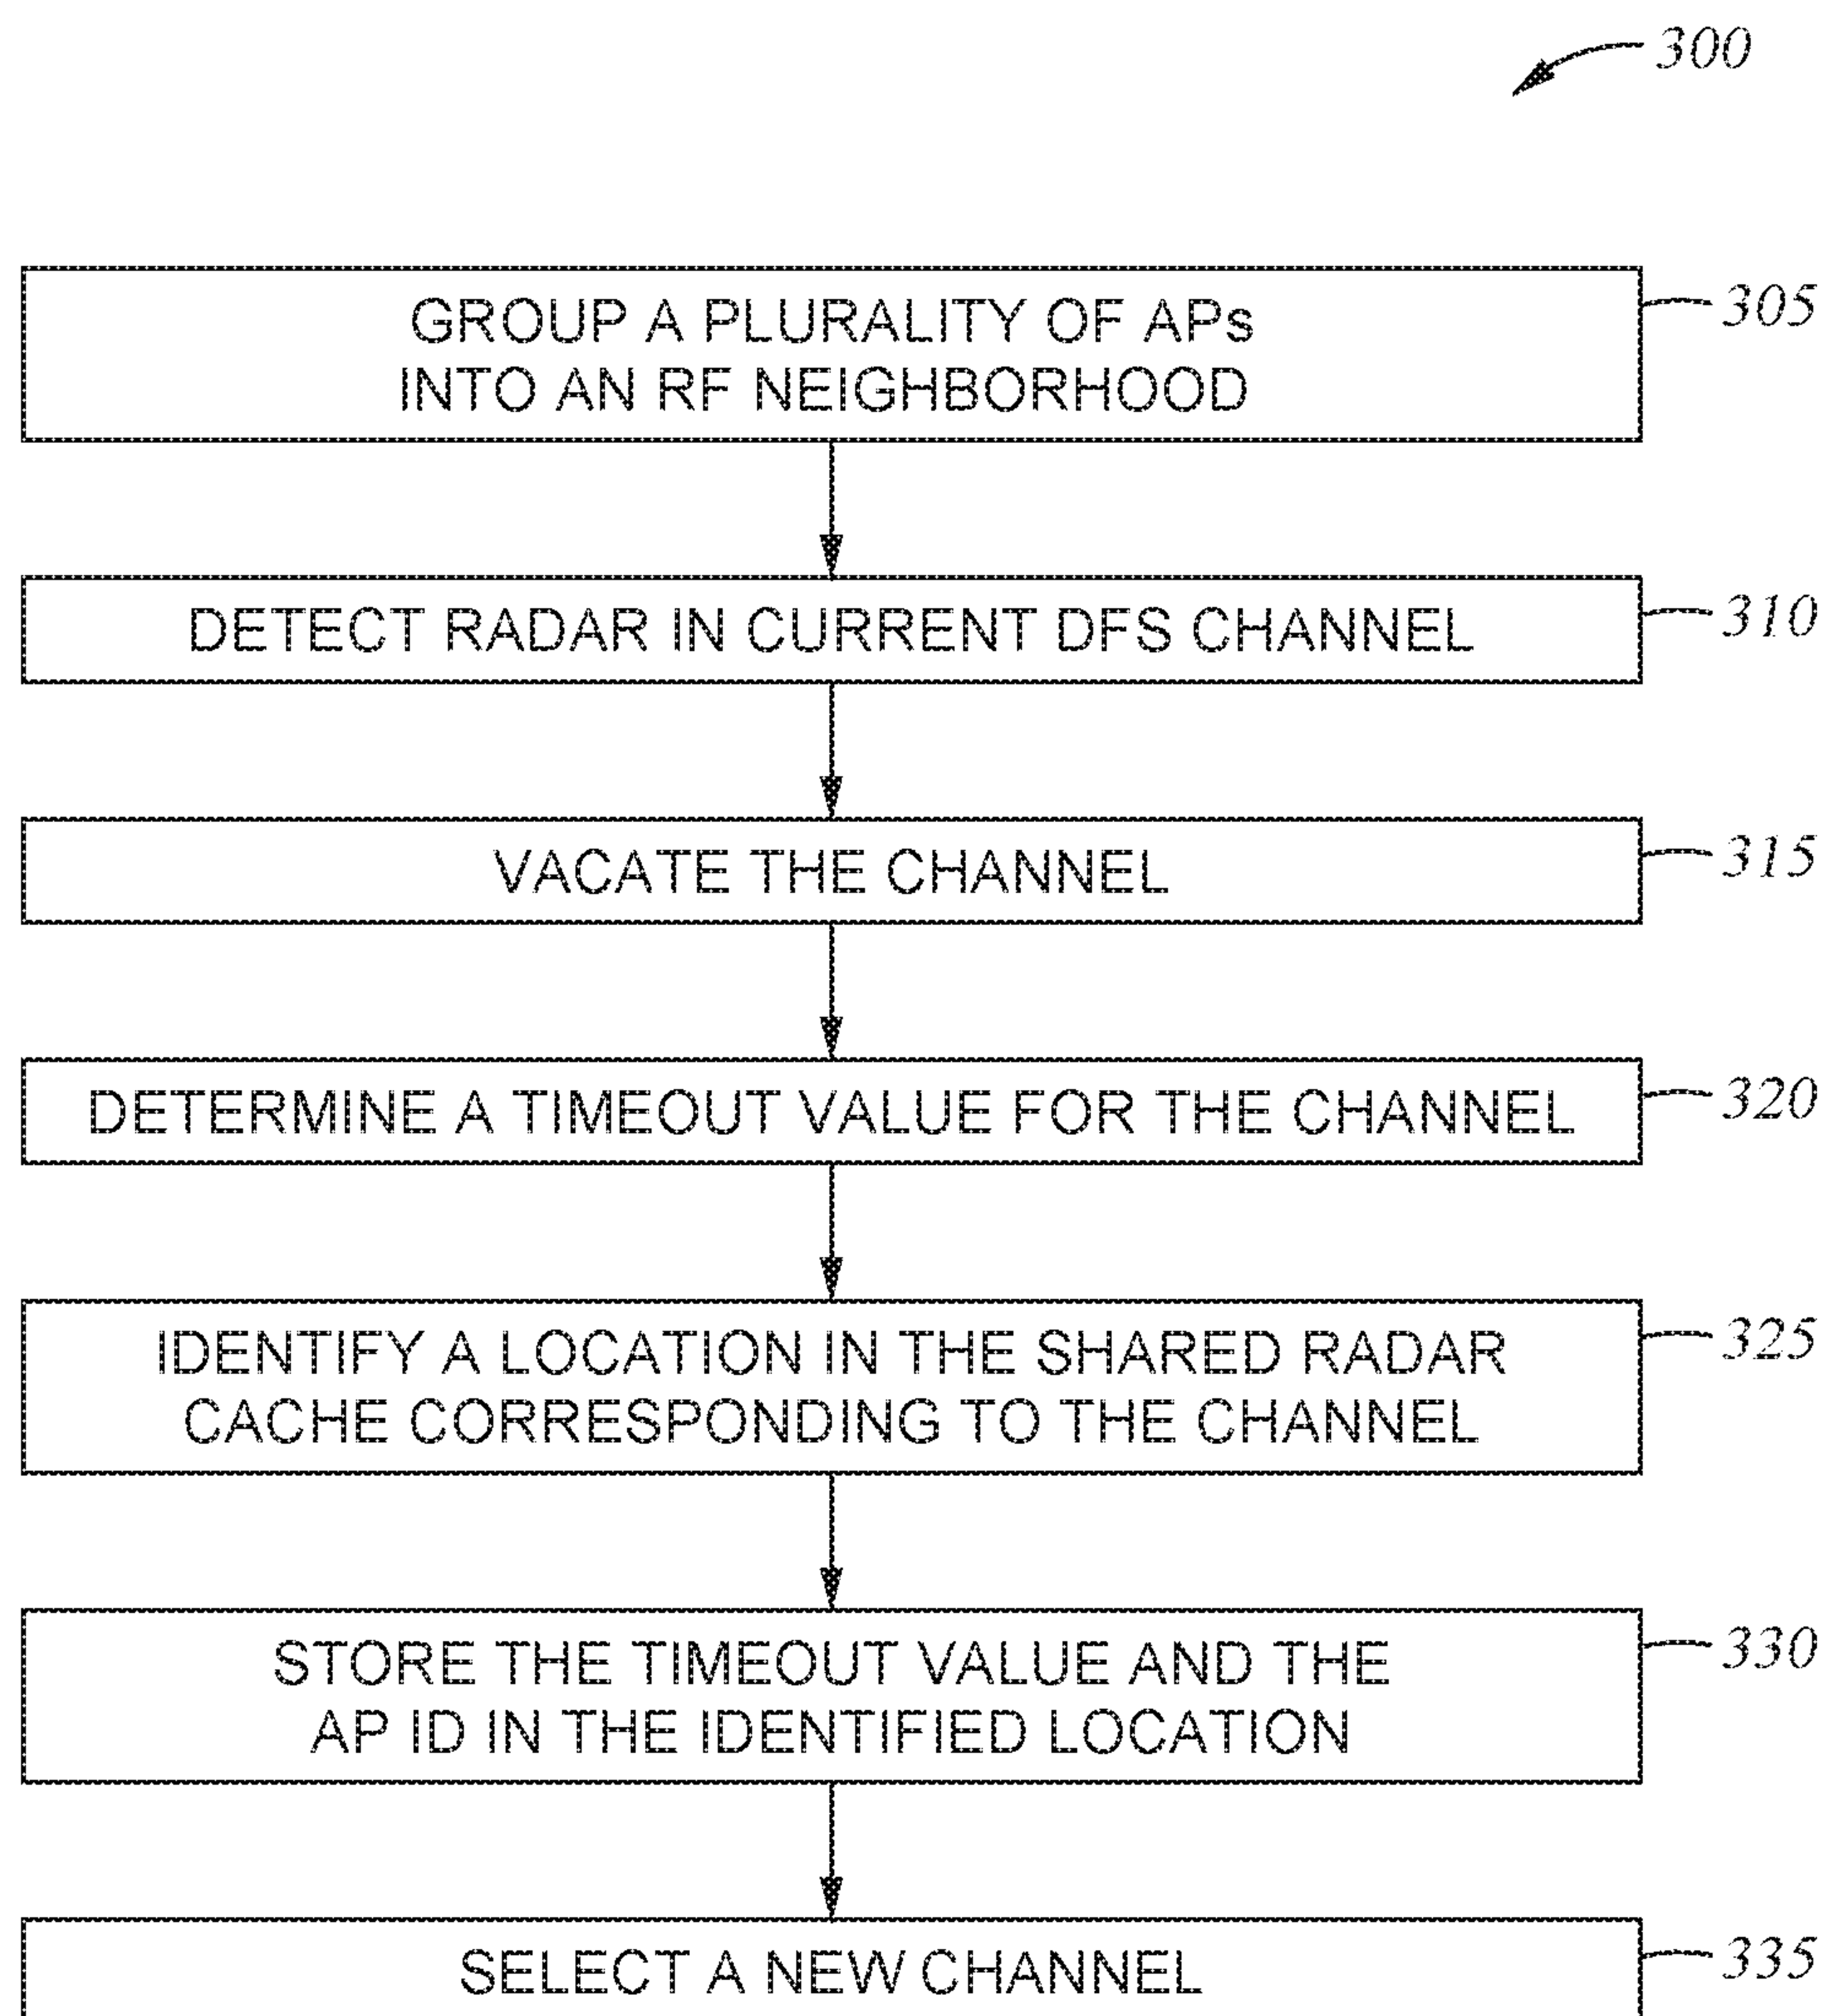 300
GROUP A PLURALITY OF APs
INTO AN RF NEIGHBORHOOD
305
DETECT RADAR IN CURRENT DFS CHANNEL
310
VACATE THE CHANNEL
315
DETERMINE A TIMEOUT VALUE FOR THE CHANNEL
320
IDENTIFY A LOCATION IN THE SHARED RADAR
CACHE CORRESPONDING TO THE CHANNEL
325
STORE THE TIMEOUT VALUE AND THE
AP ID IN THE IDENTIFIED LOCATION
330
SELECT A NEW CHANNEL
335